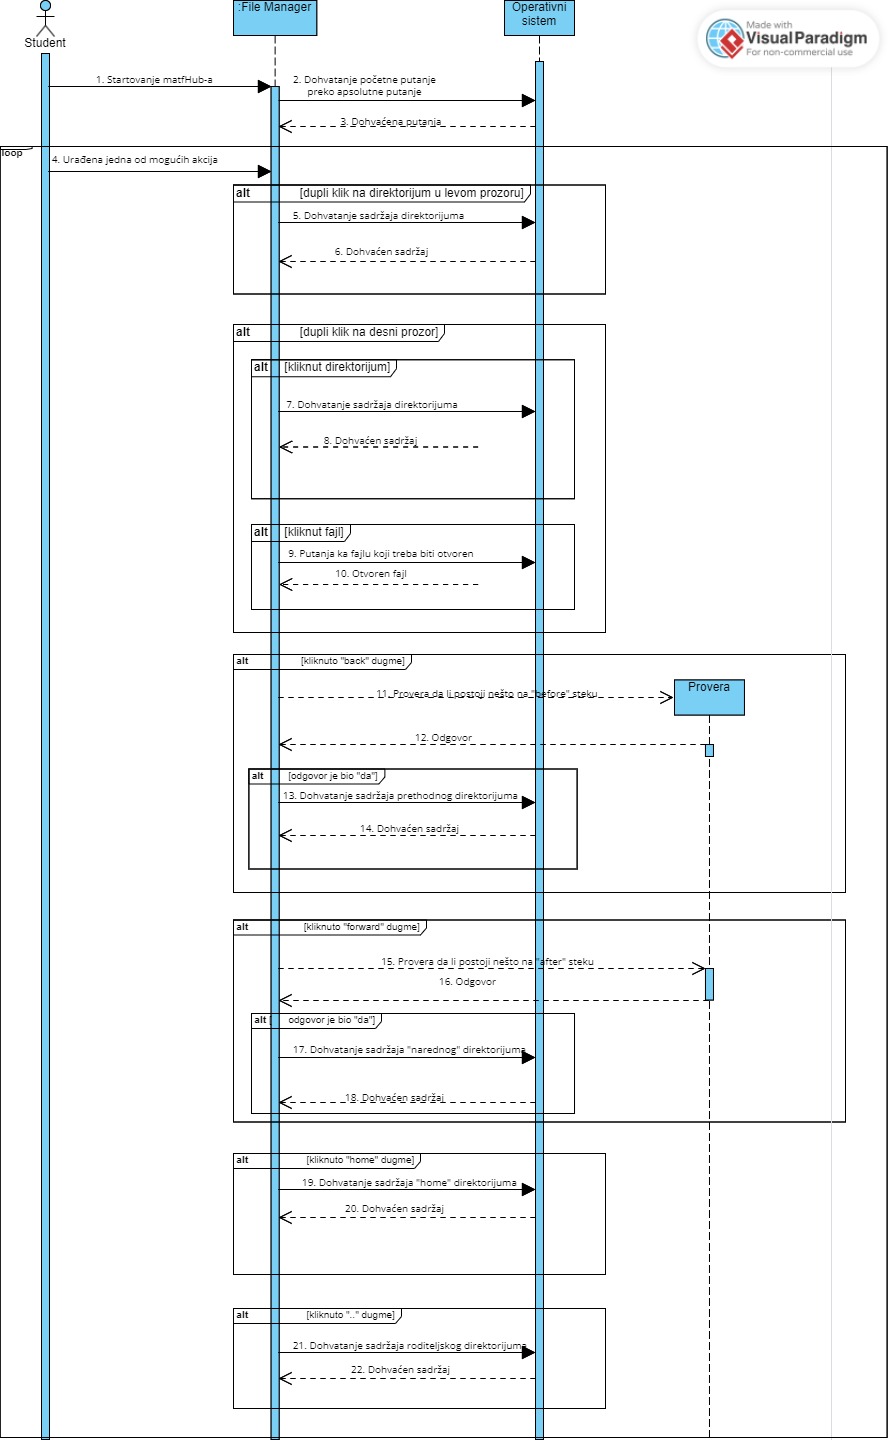 :File Manager
Operativni
sistem
Made with
VisualParadigm
For non-commercial use
Student
1. Startovanje matfHub-a
2. Dohvatanje početne putanje
preko apsolutne putanje
3. Dohvaćena putanja
loop
4. Urađena jedna od mogućih akcija
alt [dupli klik na direktorijum u levom prozoru]
5. Dohvatanje sadržaja direktorijuma
6. Dohvaćen sadržaj
alt [dupli klik na desni prozor]
alt [kliknut direktorijum]
7. Dohvatanje sadržaja direktorijuma
8. Dohvaćen sadržaj
alt [kliknut fajl]
9. Putanja ka fajlu koji treba biti otvoren
10. Otvoren fajl
alt [kliknuto "back" dugme]
Provera
11. Provera da li postoji nešto na "before" steku
12. Odgovor
alt [odgovor je bio "da"]
13. Dohvatanje sadržaja prethodnog direktorijuma
14. Dohvaćen sadržaj
alt [kliknuto "forward" dugme]
15. Provera da li postoji nešto na "after" steku
16. Odgovor
alt [ odgovor je bio "da"]
17. Dohvatanje sadržaja "narednog" direktorijuma
18. Dohvaćen sadržaj
alt [kliknuto "home" dugme]
19. Dohvatanje sadržaja "home" direktorijuma
20. Dohvaćen sadržaj
alt [kliknuto ".." dugme]
21. Dohvatanje sadržaja roditeljskog direktorijuma
22. Dohvaćen sadržaj